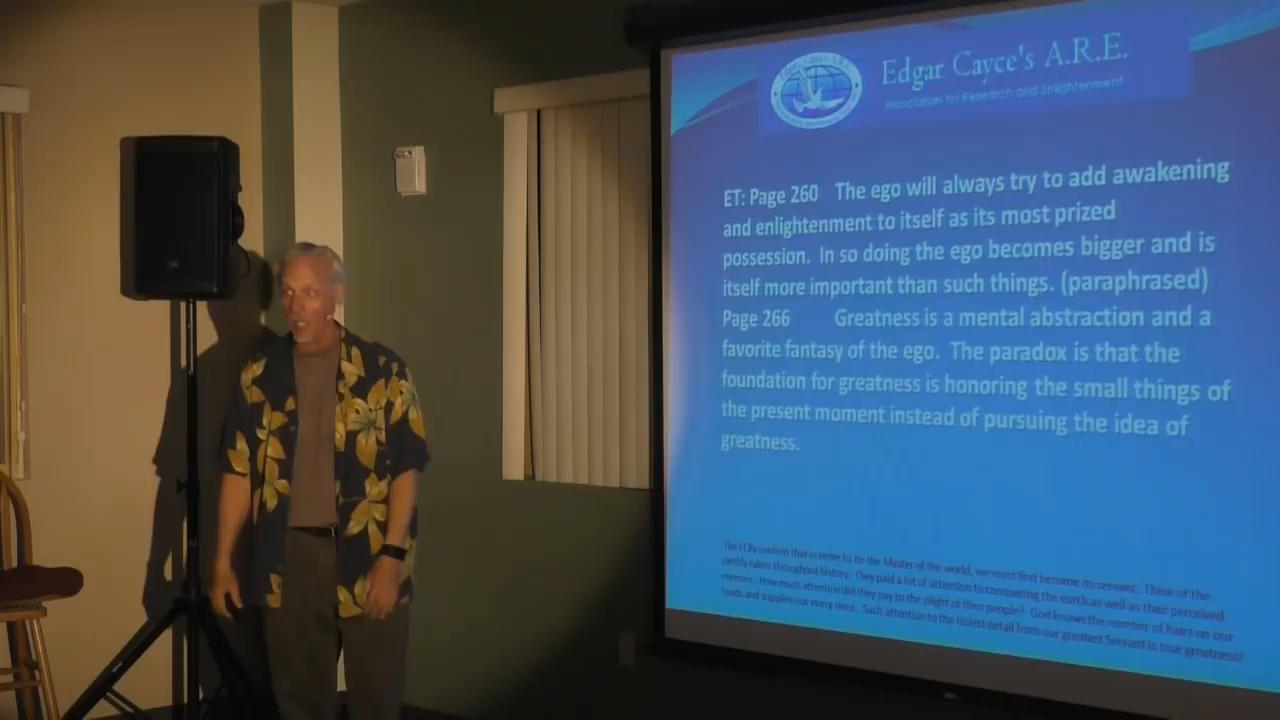 Edgar Cayce's A.R.E.
Association for Research and Enlightenment
ET: Page 260 The ego will always try to add awakening
and enlightenment to itself as its most prized
possession. In so doing the ego becomes bigger and is
itself more important than such things. (paraphrased)
Page 266 Greatness is a mental abstraction and a
favorite fantasy of the ego. The paradox is that the
foundation for greatness is honoring the small things of
the present moment instead of pursuing the idea of
greatness.
The ECRs confirm that in order to be the Master of the world, we must first become its servant. Think of the
earthly rulers throughout history. They paid a lot of attention to conquering the earth as well as their perceived
enemies. How much attention did they pay to the plight of their people? God knows the number of hairs on our
heads and supplies our every need. Such attention to the tiniest detail from our greatest Servant is true greatness!